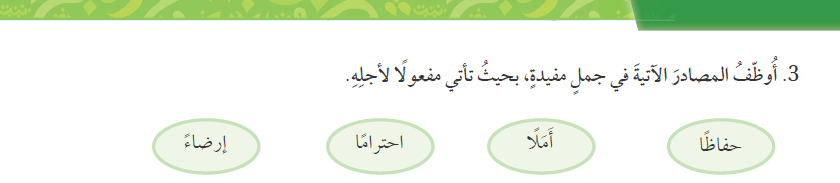 3. أُوظّفُ المصادرَ الآتيةَ في جملٍ مفيدةٍ، بحيثُ تأتي مفعولًا لأجلِهِ.
حفاظًا أَمَلًا احترامًا إرضاءً